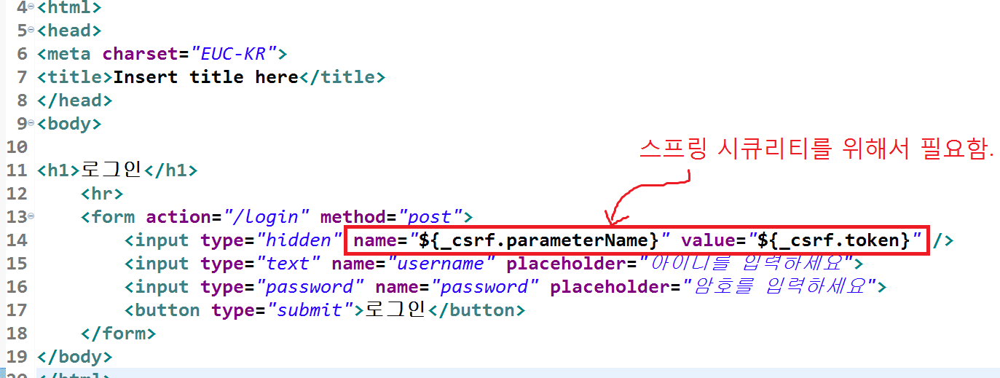 4 <html>
5 <head>
6 <meta charset="EUC-KR">
7 <title>Insert title here</title>
8 </head>
9 <body>
10
스프링 시큐리티를 위해서 필요함.
11 <h1>로그인</h1>
12 <hr>
13 <form action="/login" method="post">
14 <input type="hidden" name="${_csrf.parameterName}" value="${_csrf.token}" />
15 <input type="text" name="username" placeholder="아이디를 입력하세요">
16 <input type="password" name="password" placeholder="암호를 입력하세요">
17 <button type="submit">로그인</button>
18 </form>
19 </body>
20 </html>